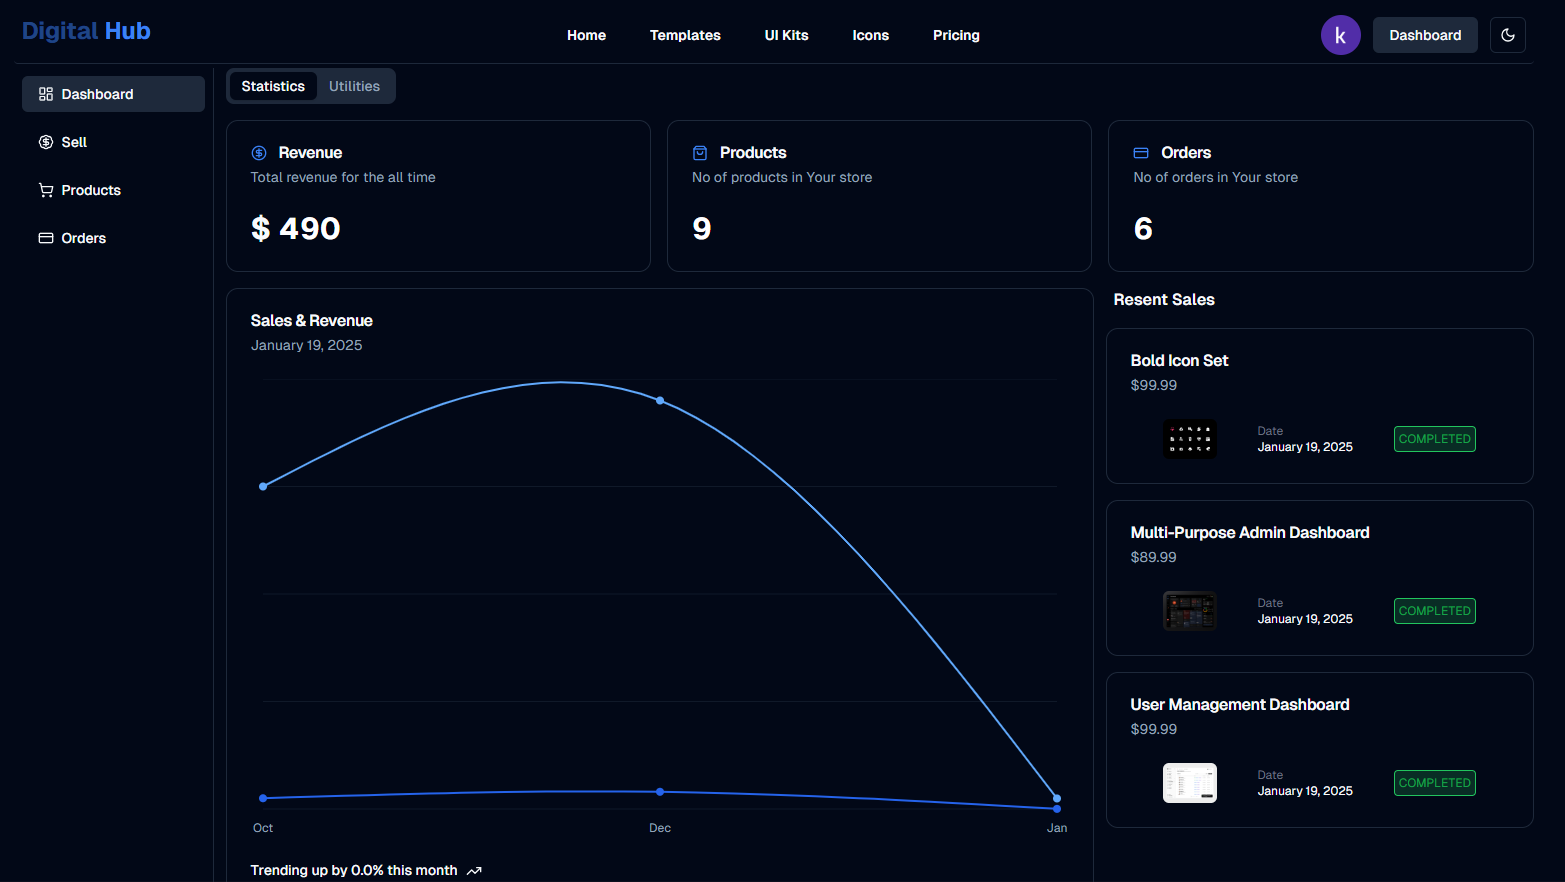 Digital Hub
Home Templates UI Kits Icons Pricing
k
Dashboard
Dashboard
Sell
Products
Orders
Statistics Utilities
Revenue
Total revenue for the all time
$ 490
Products
No of products in Your store
9
Orders
No of orders in Your store
6
Sales & Revenue
January 19, 2025
Oct Dec Jan
Trending up by 0.0% this month
Resent Sales
Bold Icon Set
$99.99
Date
January 19, 2025
COMPLETED
Multi-Purpose Admin Dashboard
$89.99
Date
January 19, 2025
COMPLETED
User Management Dashboard
$99.99
Date
January 19, 2025
COMPLETED